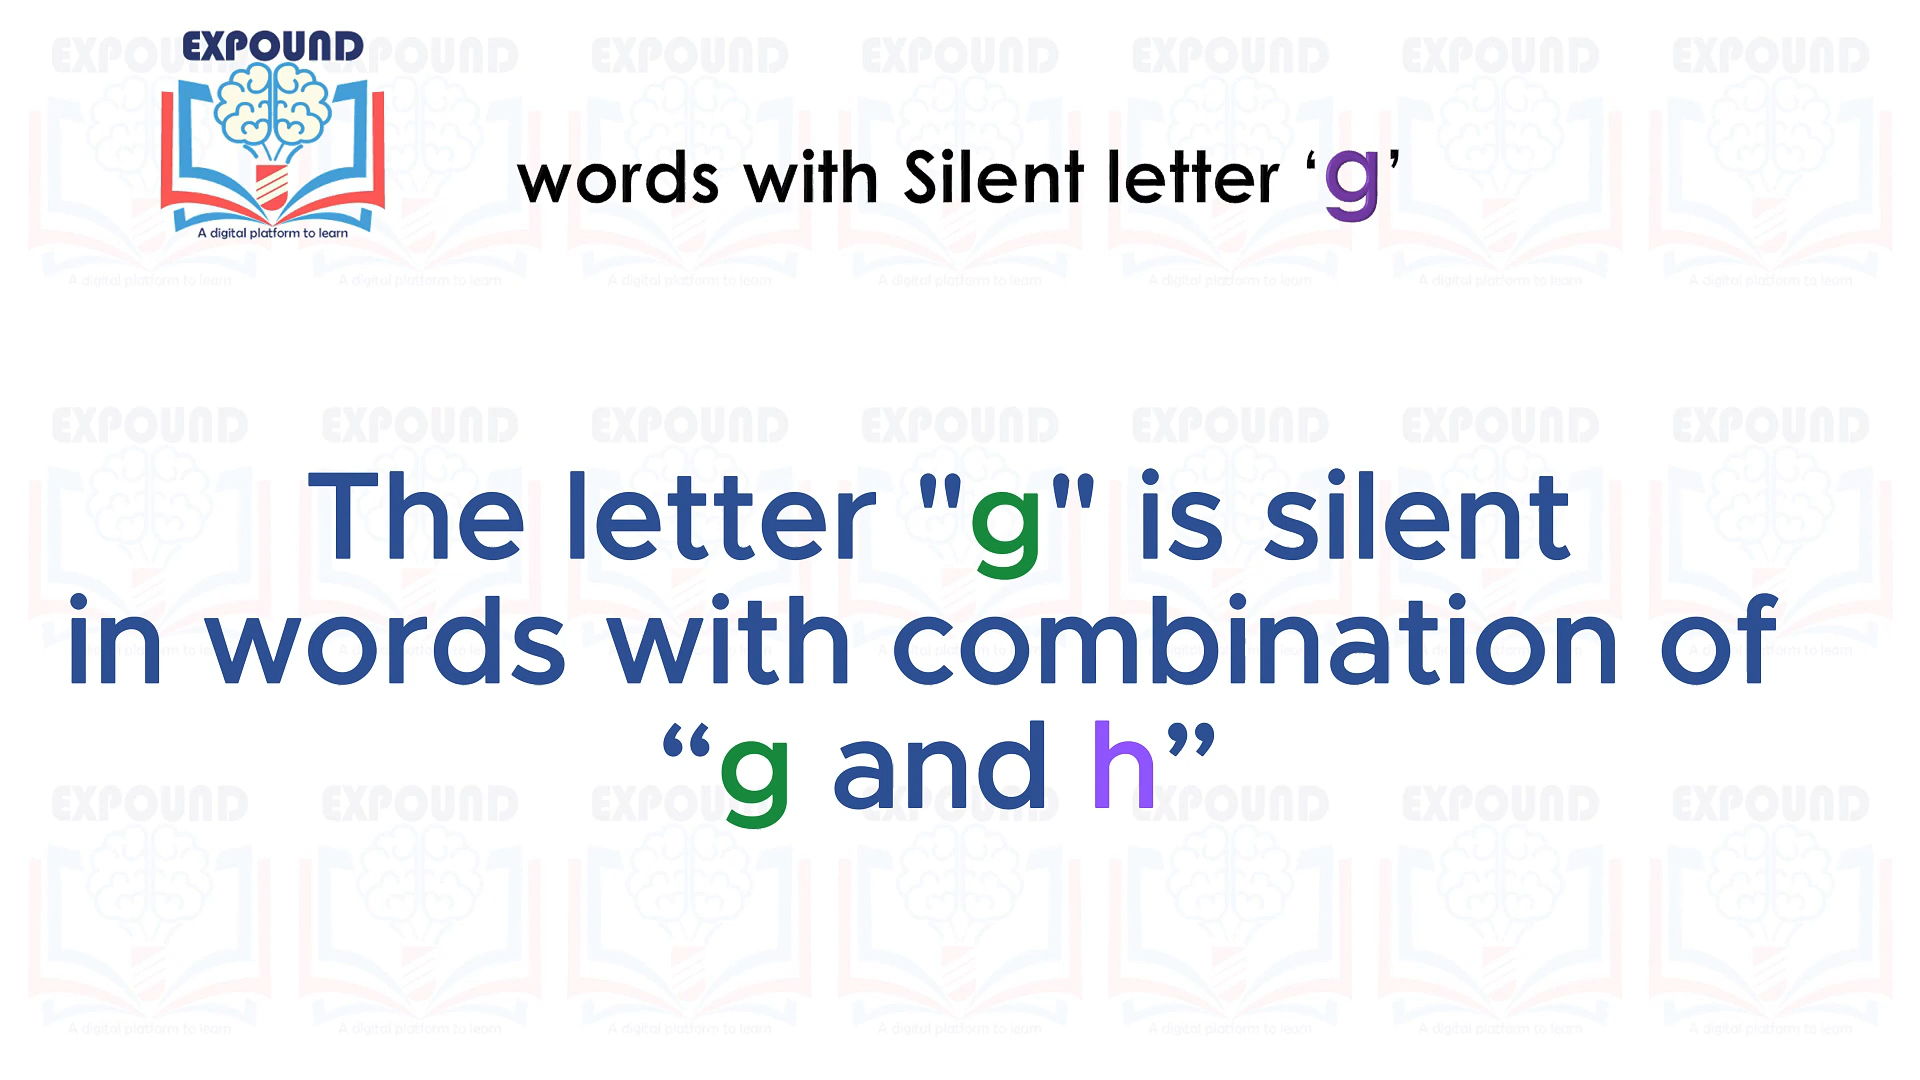 EXPOUND
A digital platform to learn
words with Silent letter ‘g’
The letter "g" is silent
in words with combination of
“g and h”